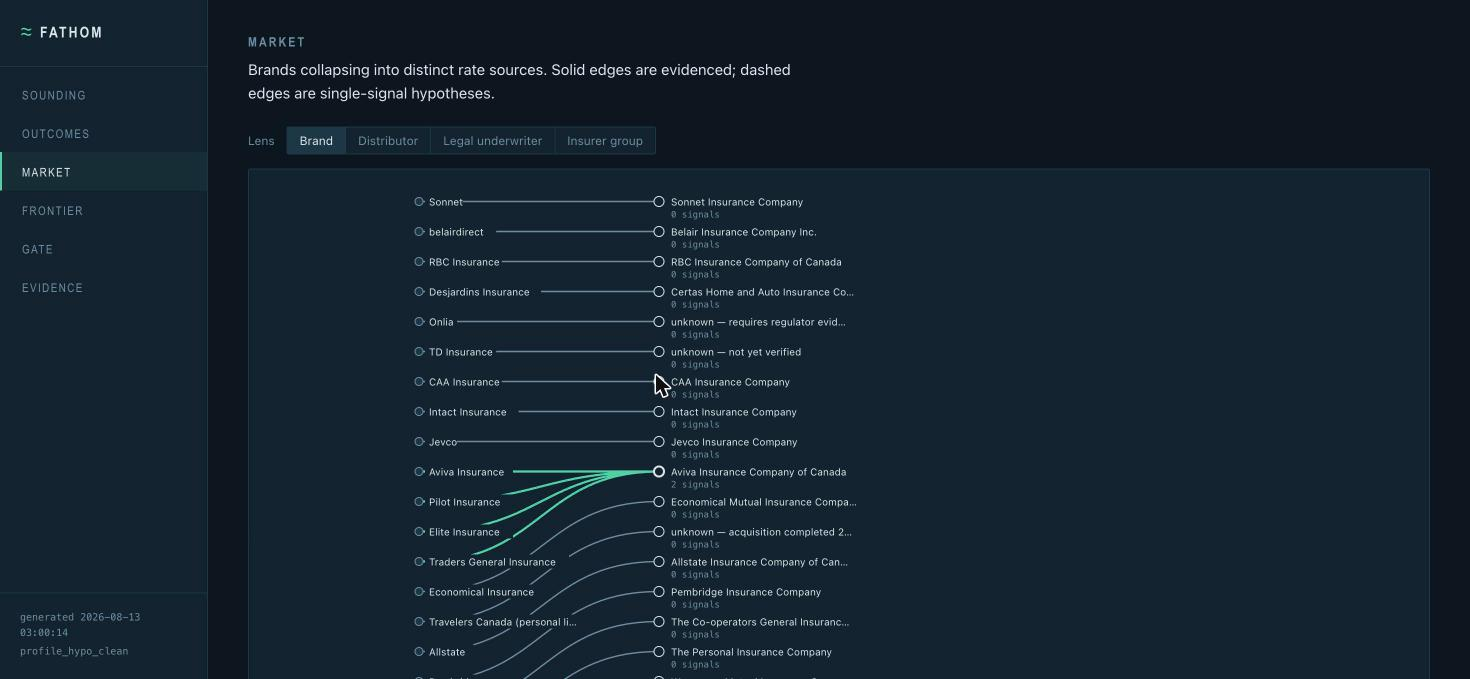 ≈ FATHOM
SOUNDING
OUTCOMES
MARKET
FRONTIER
GATE
EVIDENCE
generated 2026-08-13
03:00:14
profile_hypo_clean
MARKET
Brands collapsing into distinct rate sources. Solid edges are evidenced; dashed
edges are single-signal hypotheses.
Lens Brand Distributor Legal underwriter Insurer group
Sonnet Sonnet Insurance Company
0 signals
belairdirect Belair Insurance Company Inc.
0 signals
RBC Insurance RBC Insurance Company of Canada
0 signals
Desjardins Insurance Certas Home and Auto Insurance Co…
0 signals
Onlia unknown — requires regulator evid…
0 signals
TD Insurance unknown — not yet verified
0 signals
CAA Insurance CAA Insurance Company
0 signals
Intact Insurance Intact Insurance Company
0 signals
Jevco Jevco Insurance Company
0 signals
Aviva Insurance Aviva Insurance Company of Canada
2 signals
Pilot Insurance Economical Mutual Insurance Compa…
0 signals
Elite Insurance unknown — acquisition completed 2…
0 signals
Traders General Insurance Allstate Insurance Company of Can…
0 signals
Economical Insurance Pembridge Insurance Company
0 signals
Travelers Canada (personal li… The Co-operators General Insuranc…
0 signals
Allstate The Personal Insurance Company
0 signals